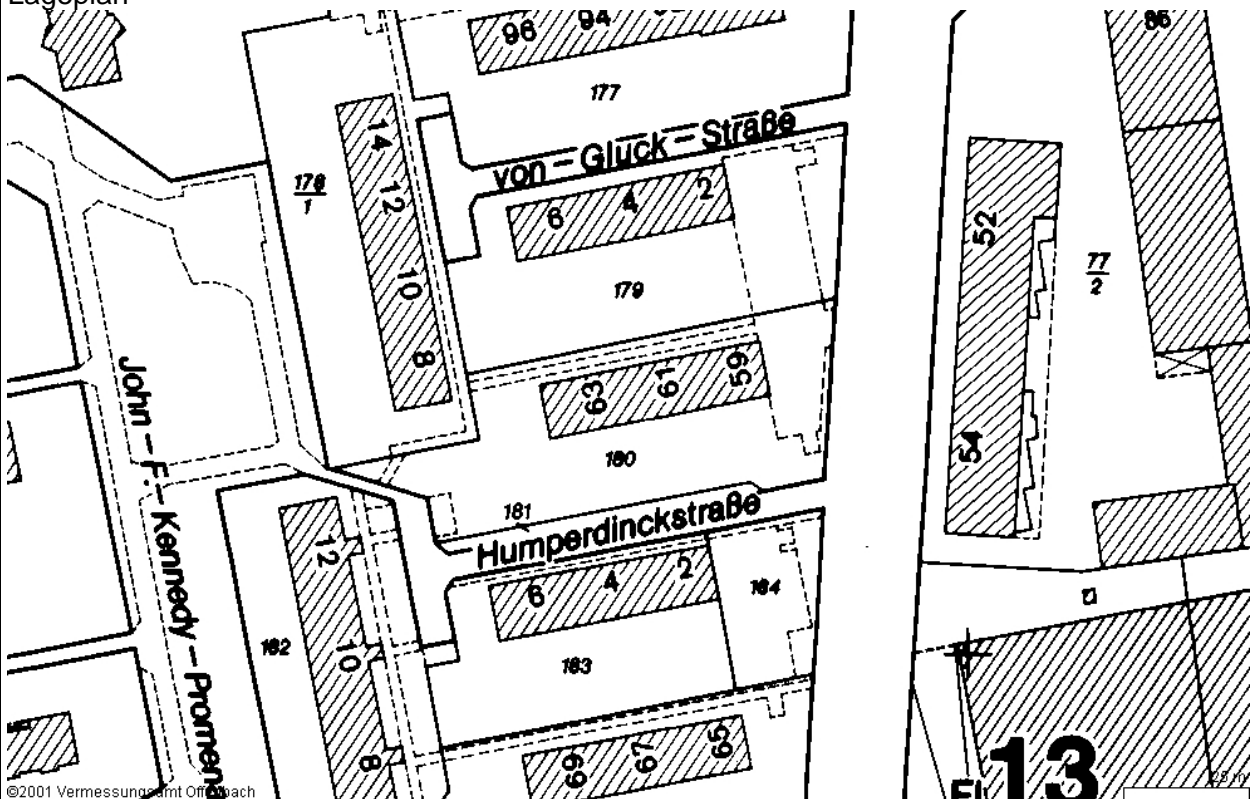 Lageplan
96 94
86
177
14
178
1
12
von-Gluck-Straße
6 4 2
52
10
179
77
2
8
63 61 59
John-F.-Kennedy-Promena
180
54
181
Humperdinckstraße
12
6 4 2
184
182
10
183
8
69 67 65
13
Fl
25 m
©2001 Vermessungsamt Offenbach